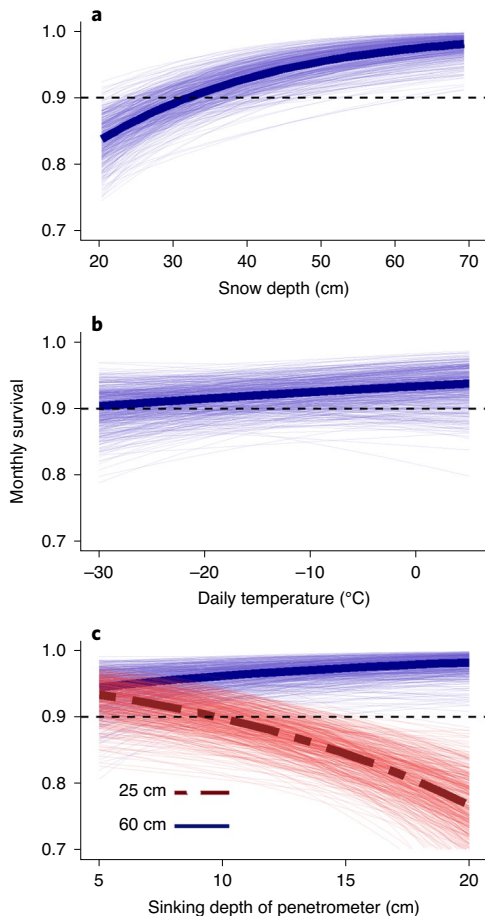 a
1.0
0.9
0.8
0.7
20 30 40 50 60 70
Snow depth (cm)
b
1.0
0.9
0.8
0.7
–30 –20 –10 0
Daily temperature (°C)
Monthly survival
c
1.0
0.9
0.8
0.7
25 cm
60 cm
5 10 15 20
Sinking depth of penetrometer (cm)